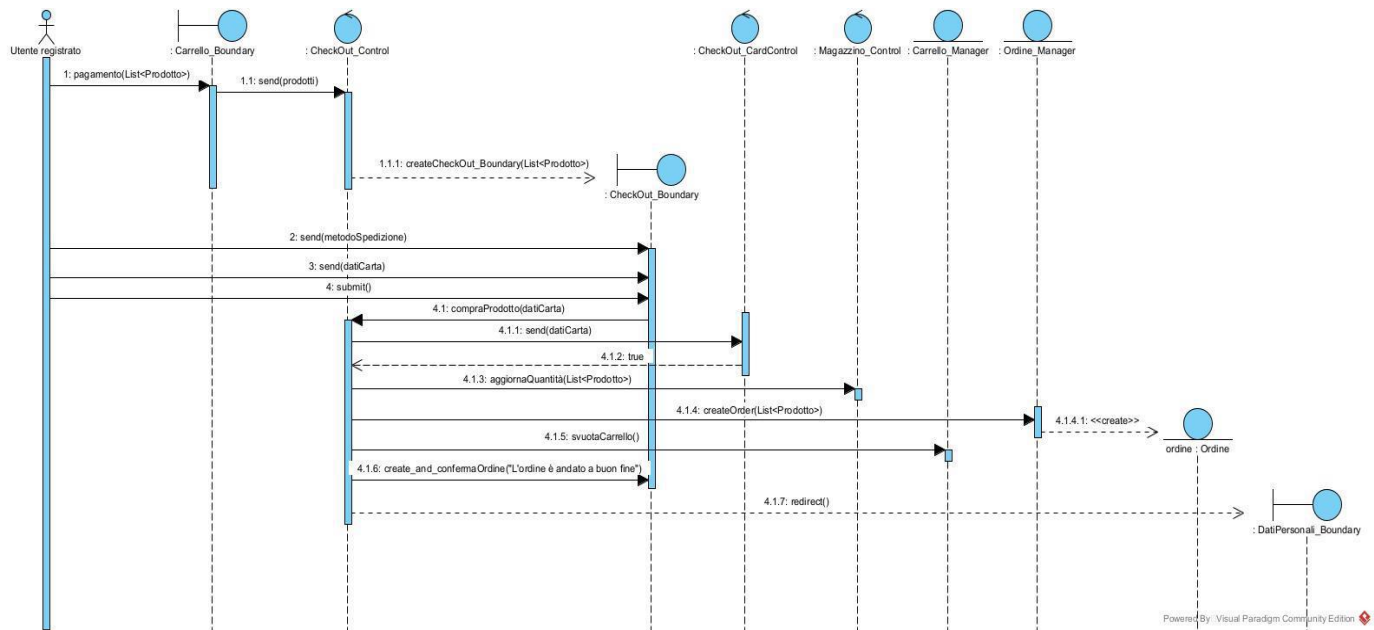 Utente registrato
: Carrello_Boundary
: CheckOut_Control
: CheckOut_CardControl
: Magazzino_Control
: Carrello_Manager
: Ordine_Manager
1: pagamento(List<Prodotto>)
1.1: send(prodotti)
1.1.1: createCheckOut_Boundary(List<Prodotto>)
: CheckOut_Boundary
2: send(metodoSpedizione)
3: send(datiCarta)
4: submit()
4.1: compraProdotto(datiCarta)
4.1.1: send(datiCarta)
4.1.2: true
4.1.3: aggiornaQuantità(List<Prodotto>)
4.1.4: createOrder(List<Prodotto>)
4.1.4.1: <<create>>
4.1.5: svuotaCarrello()
ordine : Ordine
4.1.6: create_and_confermaOrdine("L'ordine è andato a buon fine")
4.1.7: redirect()
: DatiPersonali_Boundary
Powered By Visual Paradigm Community Edition